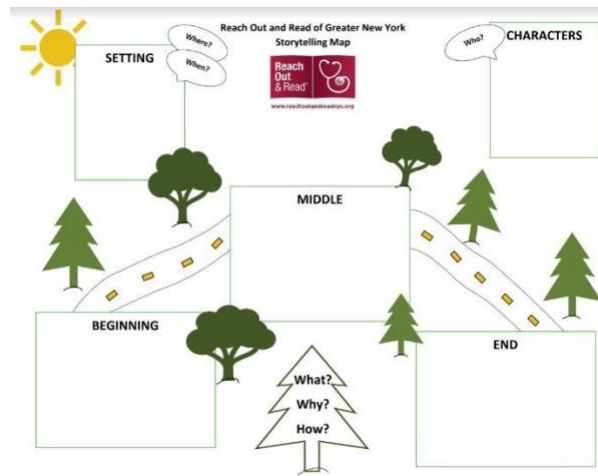 Reach Out and Read of Greater New York
Storytelling Map
Where?
When?
SETTING
Who?
CHARACTERS
Reach
Out
& Read®
www.reachoutandreadnyc.org
MIDDLE
BEGINNING
END
What?
Why?
How?